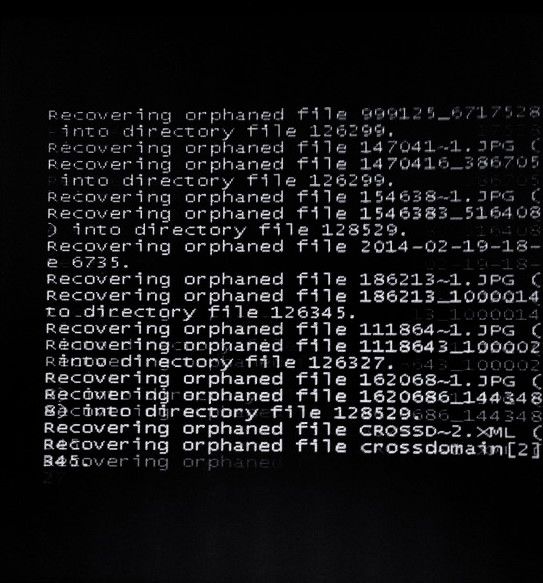 Recovering orphaned file 999125_6717528
into directory file 126299.
Recovering orphaned file 147041~1.JPG (
Recovering orphaned file 1470416_386705
into directory file 126299.
Recovering orphaned file 154638~1.JPG (
Recovering orphaned file 1546383_516408
) into directory file 128529.
Recovering orphaned file 2014-02-19-18-
e 6735.
Recovering orphaned file 186213~1.JPG (
Recovering orphaned file 186213_1000014
to directory file 126345.
Recovering orphaned file 111864~1.JPG (
Recovering orphaned file 1118643_100002
into directory file 126327.
Recovering orphaned file 162068~1.JPG (
Recovering orphaned file 1620686_144348
8) into directory file 128529.
Recovering orphaned file CROSSD~2.XML (
Recovering orphaned file crossdomain[2]
Recovering orphaned